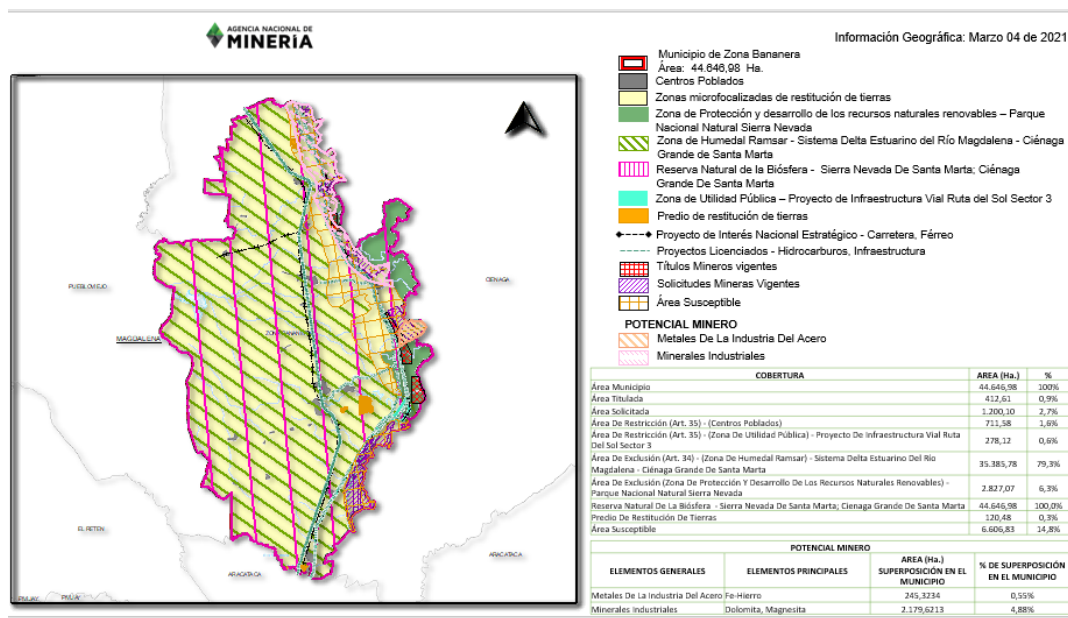 AGENCIA NACIONAL DE
MINERÍA
Información Geográfica: Marzo 04 de 2021
Municipio de Zona Bananera
Área: 44.646,98 Ha.
Centros Poblados
Zonas microfocalizadas de restitución de tierras
Zona de Protección y desarrollo de los recursos naturales renovables – Parque
Nacional Natural Sierra Nevada
Zona de Humedal Ramsar - Sistema Delta Estuarino del Río Magdalena - Ciénaga
Grande de Santa Marta
Reserva Natural de la Biósfera - Sierra Nevada De Santa Marta; Ciénaga
Grande De Santa Marta
Zona de Utilidad Pública – Proyecto de Infraestructura Vial Ruta del Sol Sector 3
Predio de restitución de tierras
Proyecto de Interés Nacional Estratégico - Carretera, Férreo
Proyectos Licenciados - Hidrocarburos, Infraestructura
Títulos Mineros vigentes
Solicitudes Mineras Vigentes
Área Susceptible
POTENCIAL MINERO
Metales De La Industria Del Acero
Minerales Industriales
PUEBLOVIEJO
CIENAGA
MAGDALENA
EL RETEN
ARACATACA
ARACATACA
PIVIJAY
COBERTURA AREA (Ha.) %
Área Municipio 44.646,98 100%
Área Titulada 412,61 0,9%
Área Solicitada 1.200,10 2,7%
Área De Restricción (Art. 35) - (Centros Poblados) 711,58 1,6%
Área De Restricción (Art. 35) - (Zona De Utilidad Pública) - Proyecto De Infraestructura Vial Ruta
Del Sol Sector 3 278,12 0,6%
Área De Exclusión (Art. 34) - (Zona De Humedal Ramsar) - Sistema Delta Estuarino Del Río
Magdalena - Ciénaga Grande De Santa Marta 35.385,78 79,3%
Área De Exclusión (Zona De Protección Y Desarrollo De Los Recursos Naturales Renovables) -
Parque Nacional Natural Sierra Nevada 2.827,07 6,3%
Reserva Natural De La Biósfera - Sierra Nevada De Santa Marta; Cienaga Grande De Santa Marta 44.646,98 100,0%
Predio De Restitución De Tierras 120,48 0,3%
Área Susceptible 6.606,83 14,8%
POTENCIAL MINERO
ELEMENTOS GENERALES ELEMENTOS PRINCIPALES AREA (Ha.) SUPERPOSICIÓN EN EL MUNICIPIO % DE SUPERPOSICIÓN EN EL MUNICIPIO
Metales De La Industria Del Acero Fe-Hierro 245,3234 0,55%
Minerales Industriales Dolomita, Magnesita 2.179,6213 4,88%